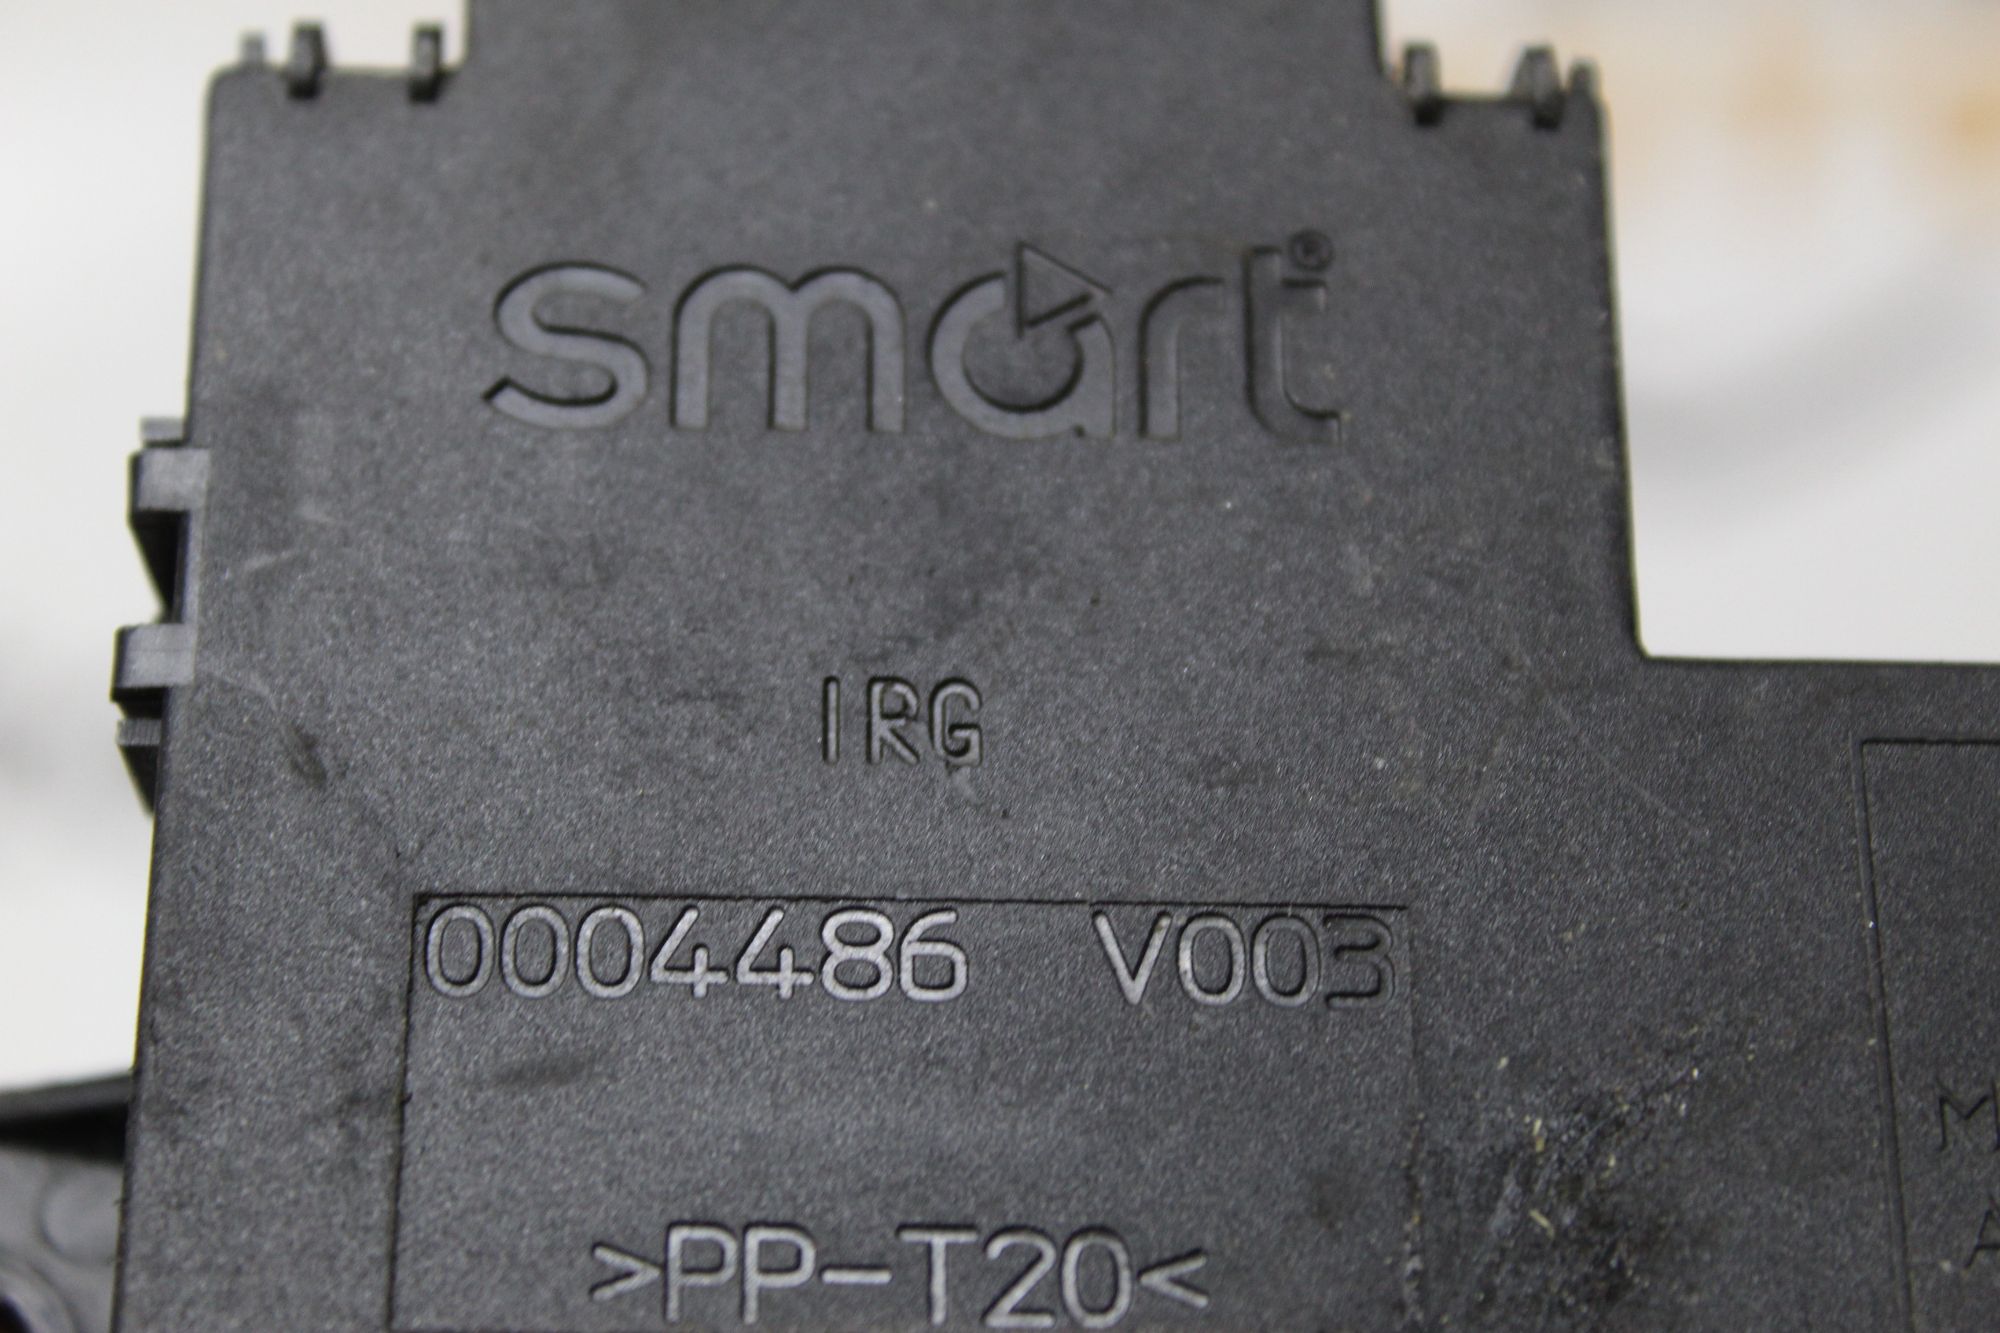 smart®
IRG
0004486 V003
>PP-T20<